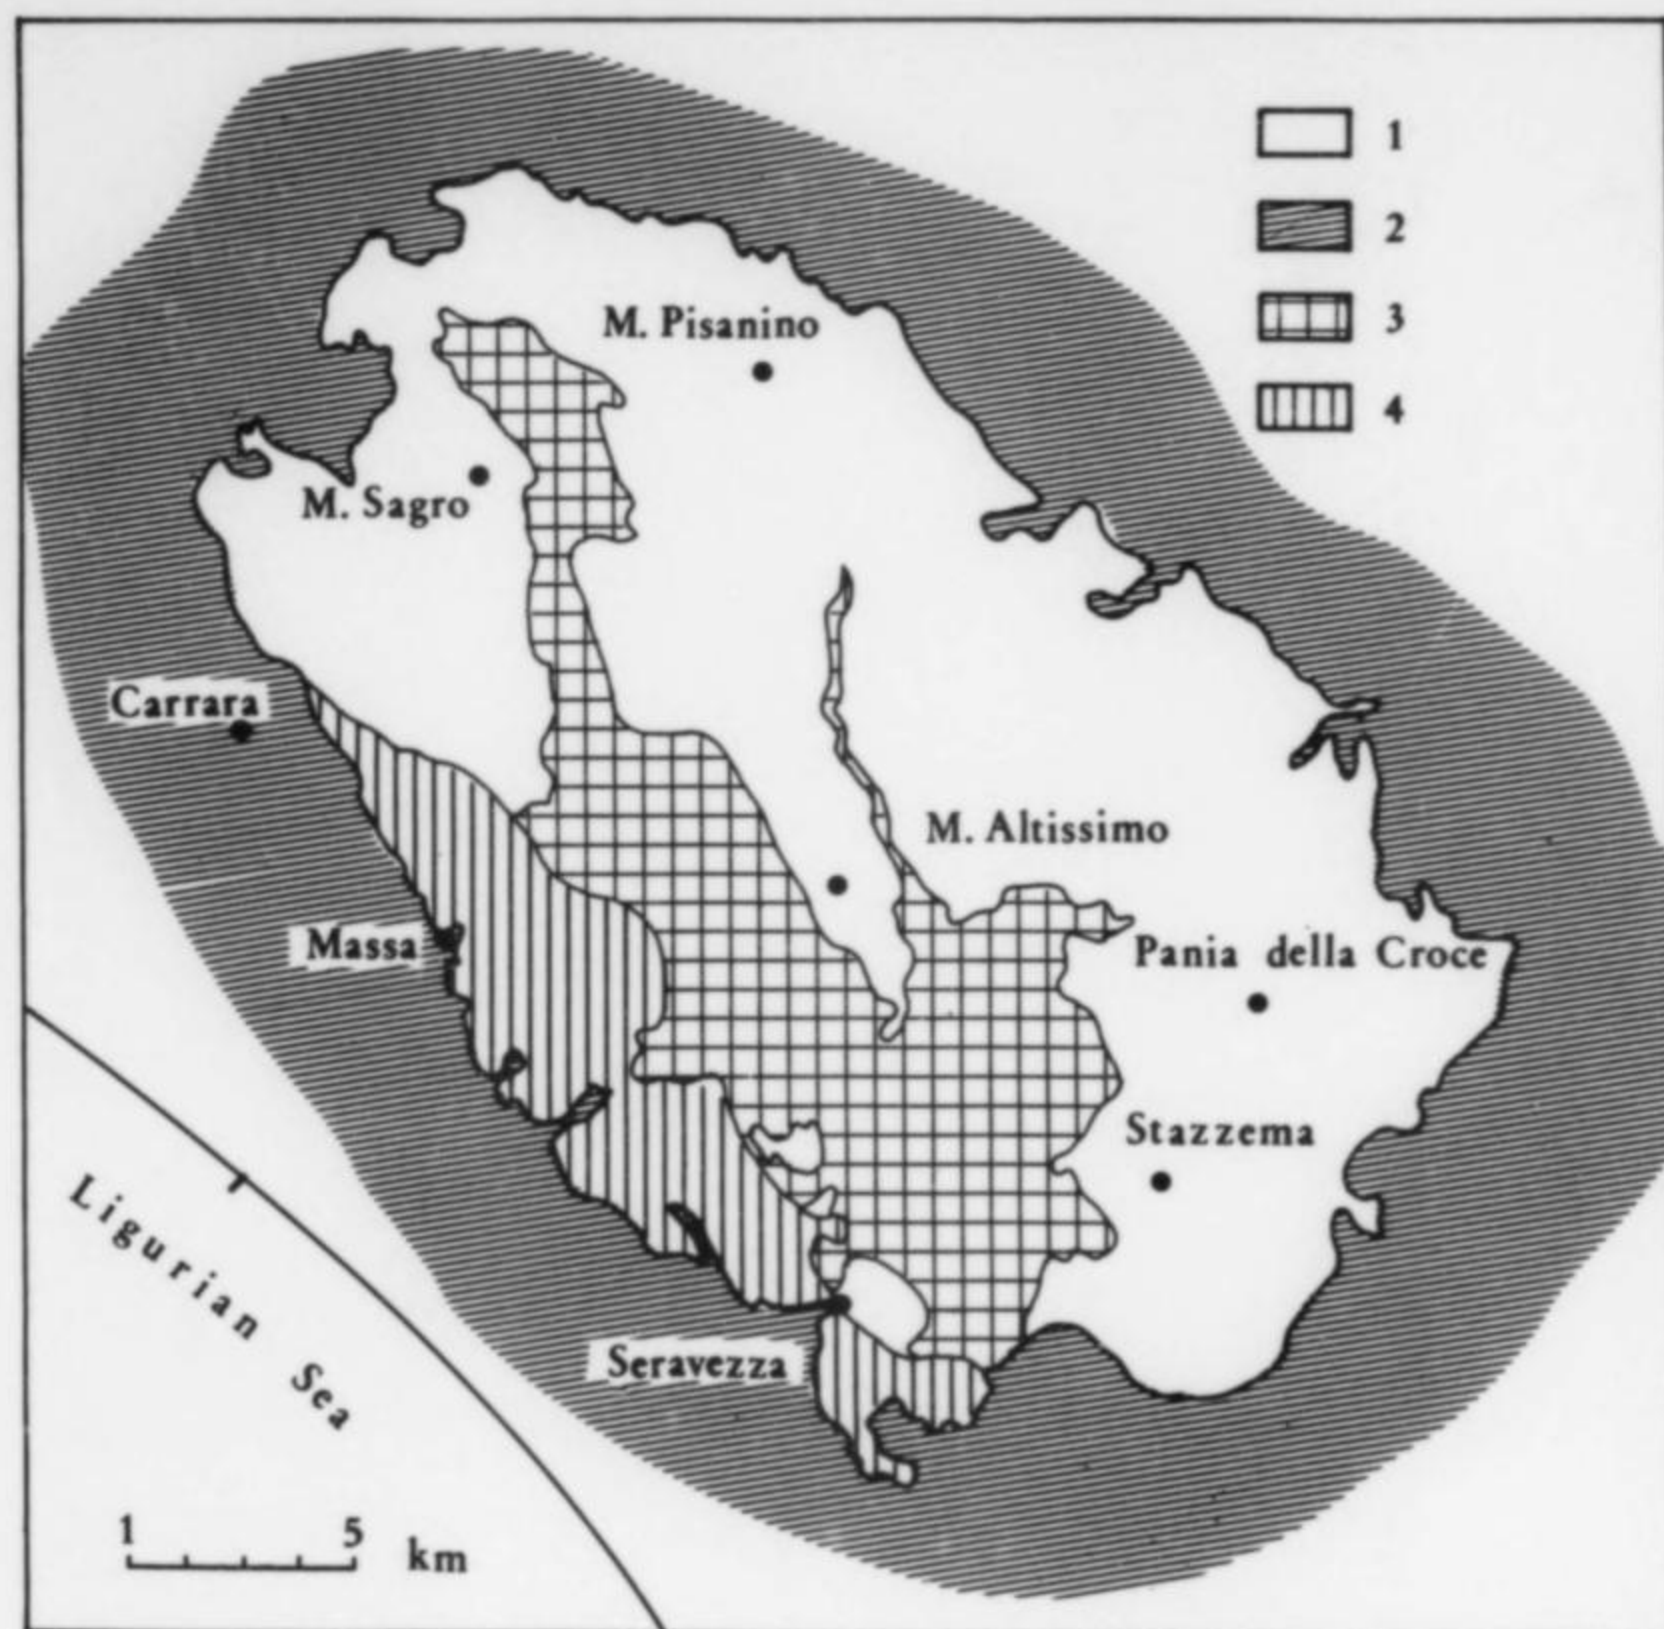 1
2
3
4
M. Pisanino
M. Sagro
Carrara
M. Altissimo
Massa
Pania della Croce
Stazzema
Ligurian Sea
Seravezza
1 5 km